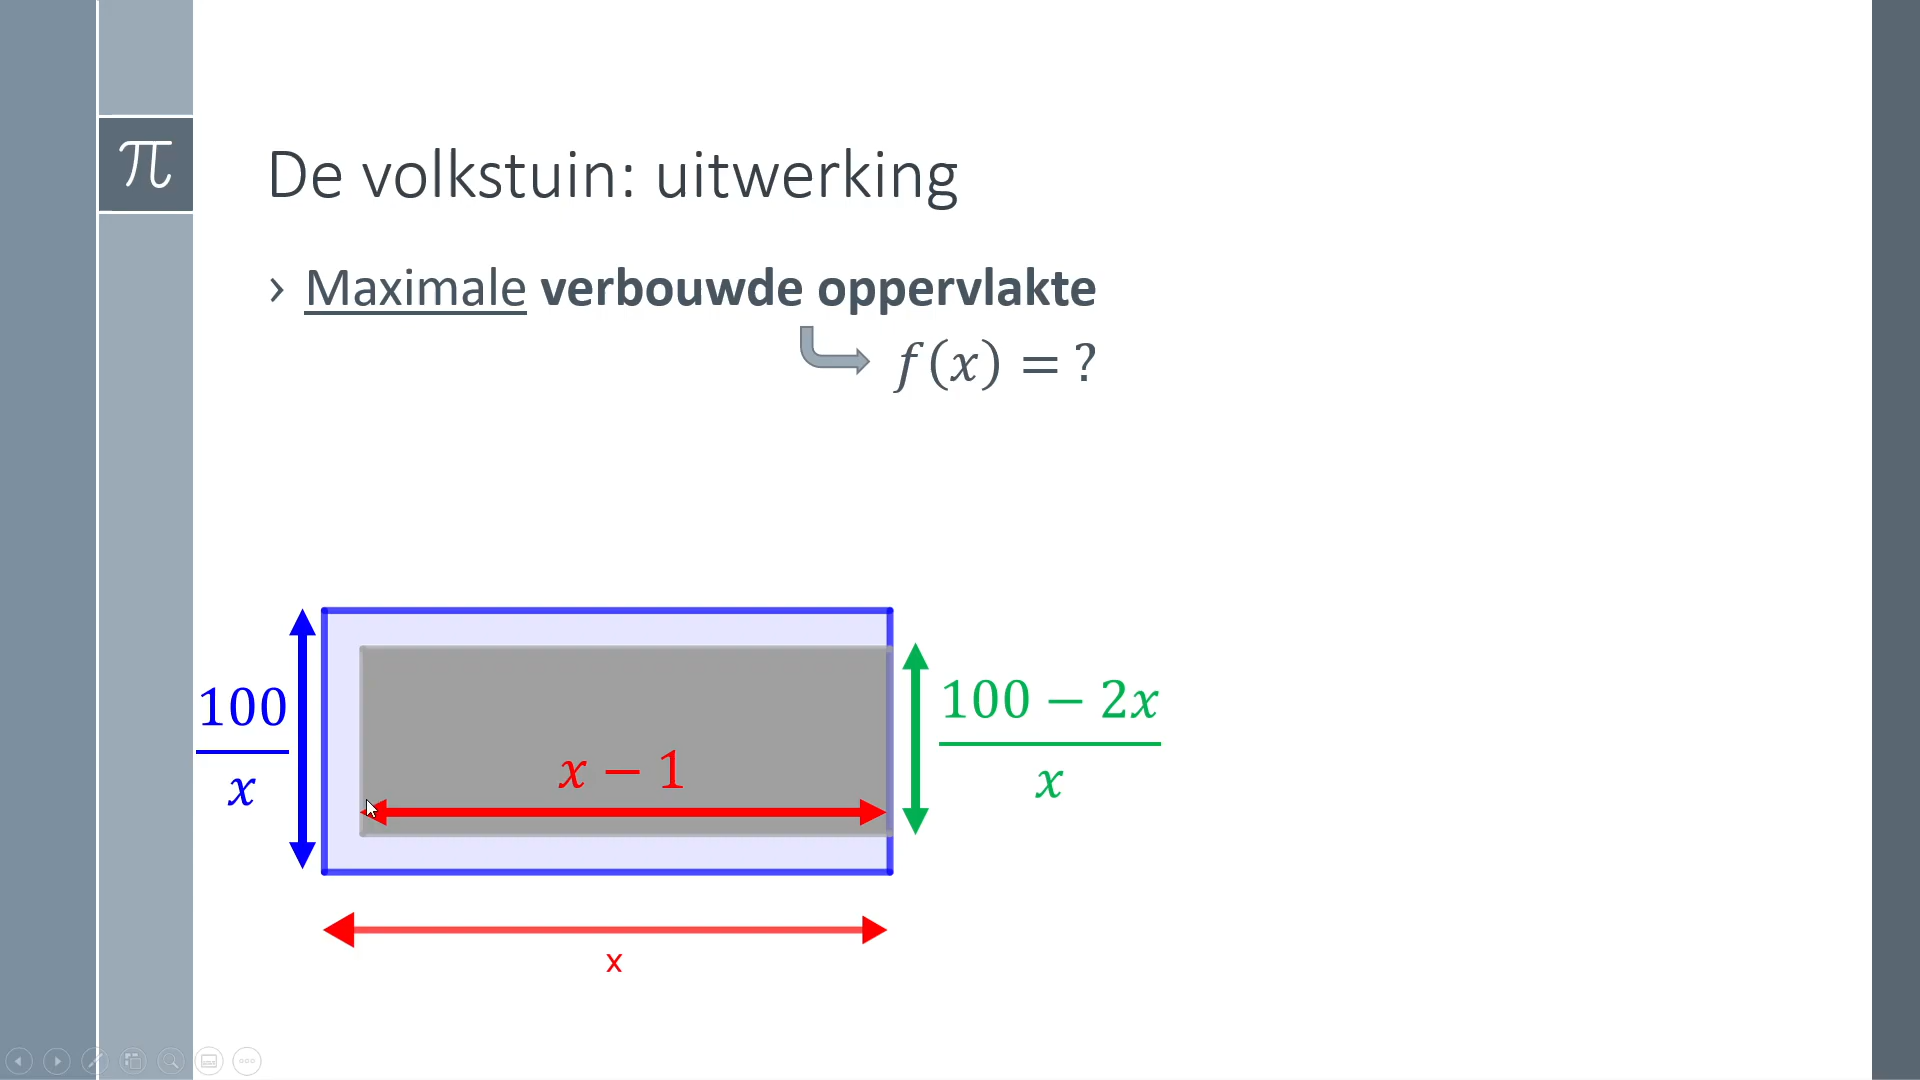 π
De volkstuin: uitwerking
› Maximale verbouwde oppervlakte
f(x) = ?
100
x
x − 1
100 − 2x
x
x